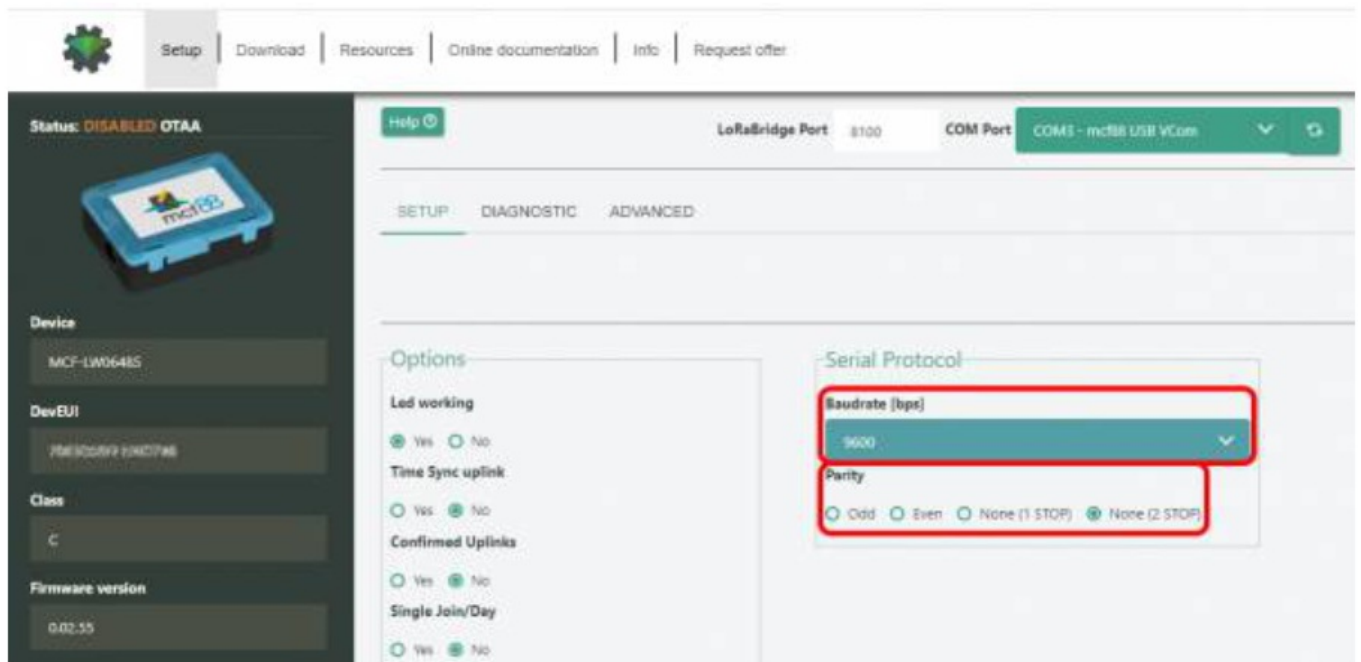 Setup Download Resources Online documentation Info Request offer
Status: DISABLED OTAA
Help
LoRaBridge Port 8100 COM Port COM3 - mcf88 USB VCom
mcf88
SETUP DIAGNOSTIC ADVANCED
Device
MCF-LW06485
DevEUI
Class
C
Firmware version
0.02.55
Options
Led working
Yes No
Time Sync uplink
Yes No
Confirmed Uplinks
Yes No
Single Join/Day
Yes No
Serial Protocol
Baudrate [bps]
9600
Parity
Odd Even None (1 STOP) None (2 STOP)